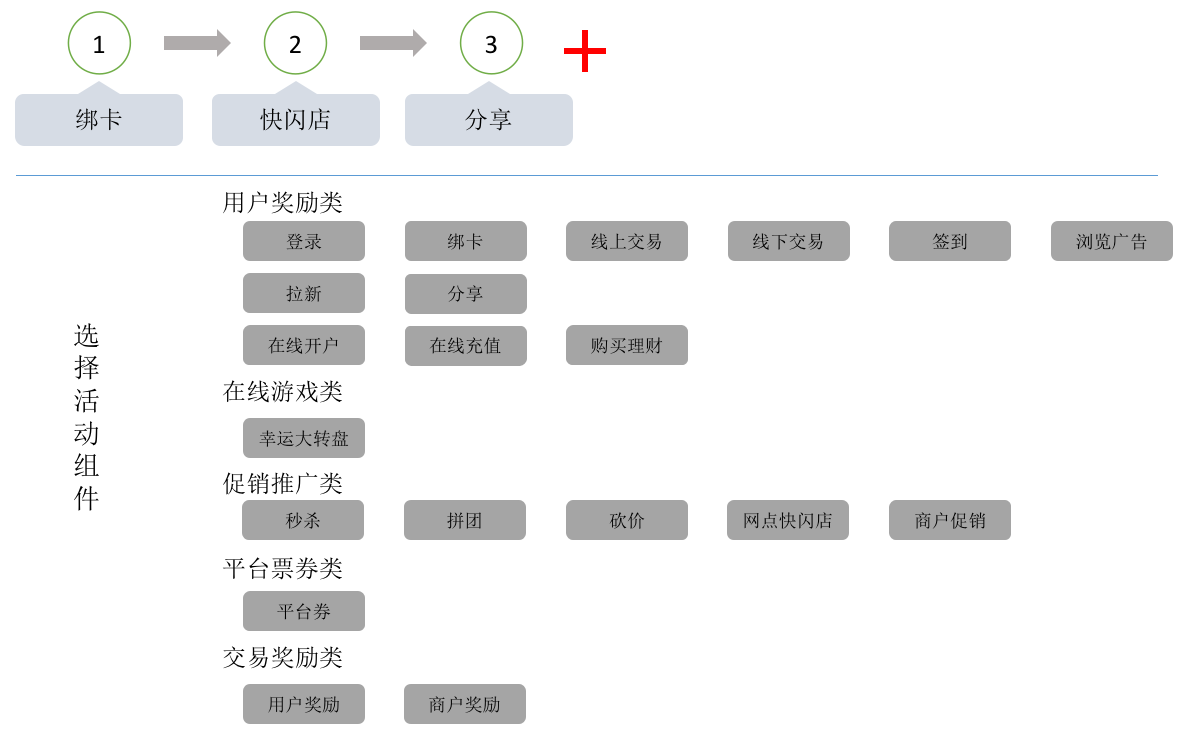 1
2
3
绑卡
快闪店
分享
选择活动组件
用户奖励类
登录
绑卡
线上交易
线下交易
签到
浏览广告
拉新
分享
在线开户
在线充值
购买理财
在线游戏类
幸运大转盘
促销推广类
秒杀
拼团
砍价
网点快闪店
商户促销
平台票券类
平台券
交易奖励类
用户奖励
商户奖励